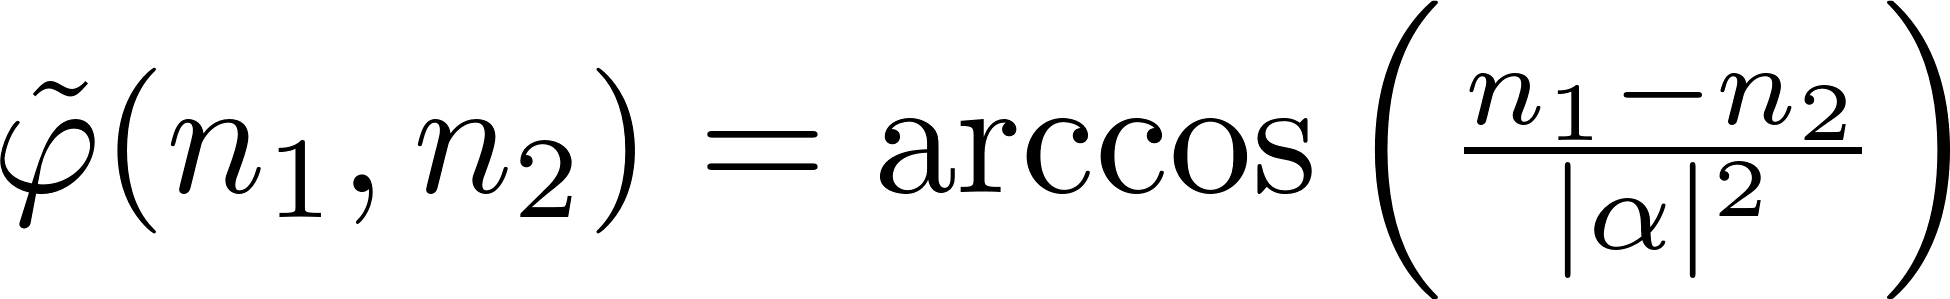 φ̃(n₁, n₂) = arccos((n₁−n₂)/|α|²)